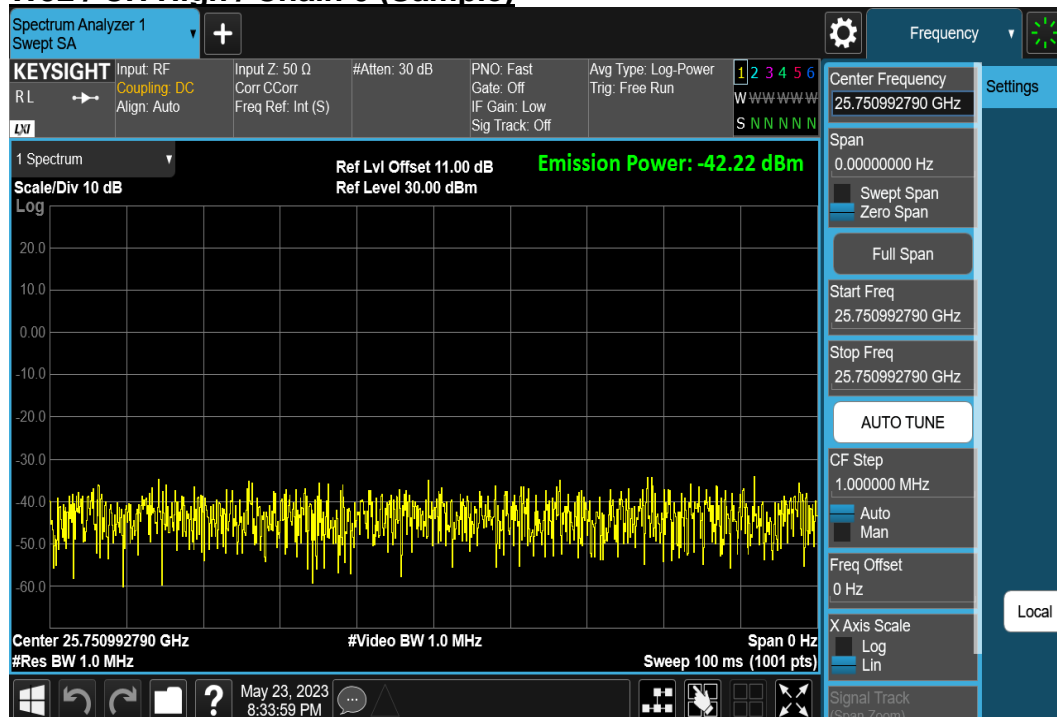 Spectrum Analyzer 1
Swept SA
+
Frequency
KEYSIGHT
RL
LXI
Input: RF
Coupling: DC
Align: Auto
Input Z: 50 Ω
Corr CCorr
Freq Ref: Int (S)
#Atten: 30 dB
PNO: Fast
Gate: Off
IF Gain: Low
Sig Track: Off
Avg Type: Log-Power
Trig: Free Run
1 2 3 4 5 6
W W W W W W
S N N N N N
1 Spectrum
Scale/Div 10 dB
Ref Lvl Offset 11.00 dB
Ref Level 30.00 dBm
Emission Power: -42.22 dBm
Log
20.0
10.0
0.00
-10.0
-20.0
-30.0
-40.0
-50.0
-60.0
Center 25.750992790 GHz
#Video BW 1.0 MHz
Span 0 Hz
#Res BW 1.0 MHz
Sweep 100 ms (1001 pts)
?
May 23, 2023
8:33:59 PM
Center Frequency
25.750992790 GHz
Settings
Span
0.00000000 Hz
Swept Span
Zero Span
Full Span
Start Freq
25.750992790 GHz
Stop Freq
25.750992790 GHz
AUTO TUNE
CF Step
1.000000 MHz
Auto
Man
Freq Offset
0 Hz
Local
X Axis Scale
Log
Lin
Signal Track
(Span Zoom)